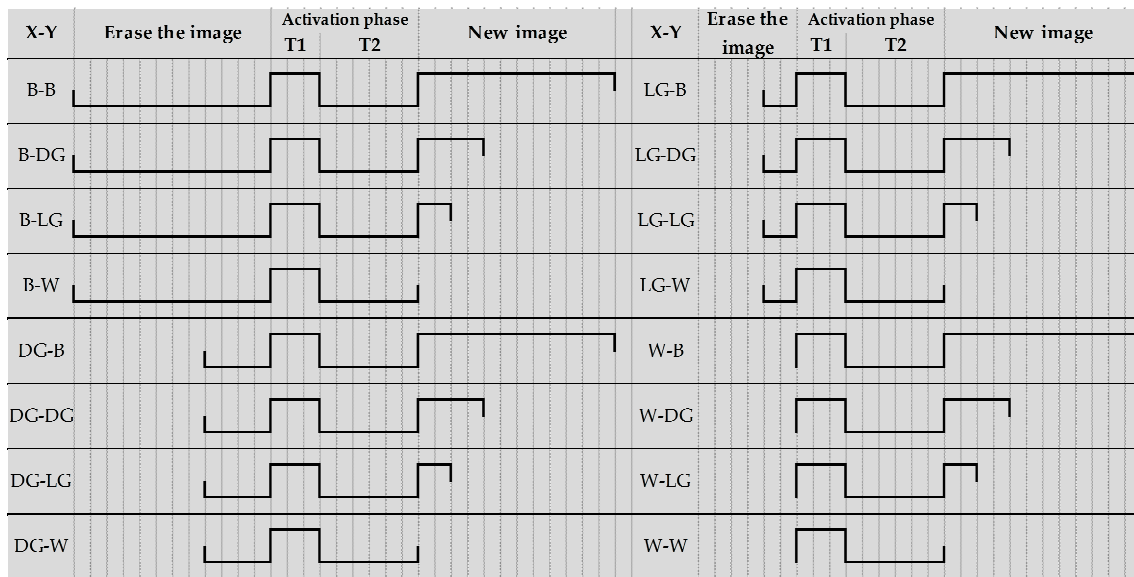 X-Y Erase the image Activation phase T1 T2 New image X-Y Erase the image Activation phase T1 T2 New image
B-B LG-B
B-DG LG-DG
B-LG LG-LG
B-W LG-W
DG-B W-B
DG-DG W-DG
DG-LG W-LG
DG-W W-W